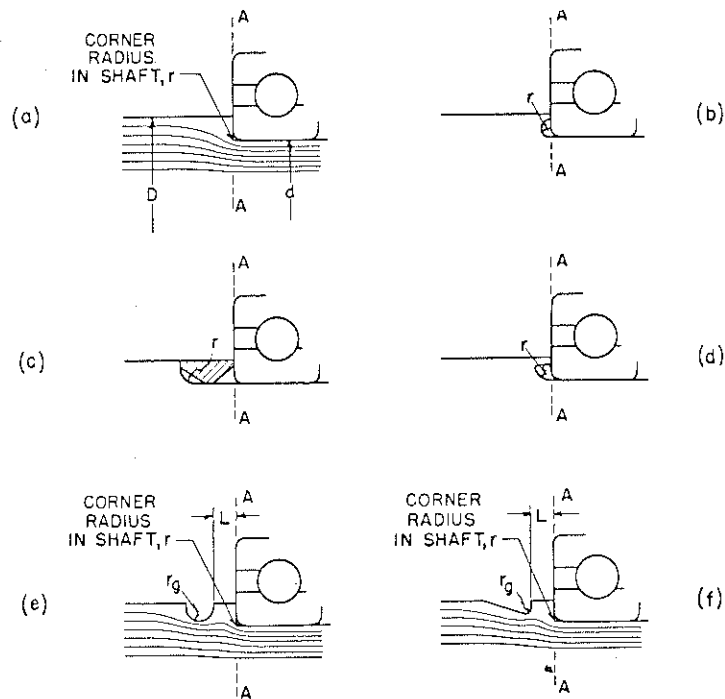 A
CORNER
RADIUS
IN SHAFT, r
(a)
D
d
A
A
r
(b)
A
A
r
(c)
A
A
r
(d)
A
CORNER
RADIUS
IN SHAFT, r
L
A
rg
(e)
A
CORNER
RADIUS
IN SHAFT, r
L
A
rg
(f)
A